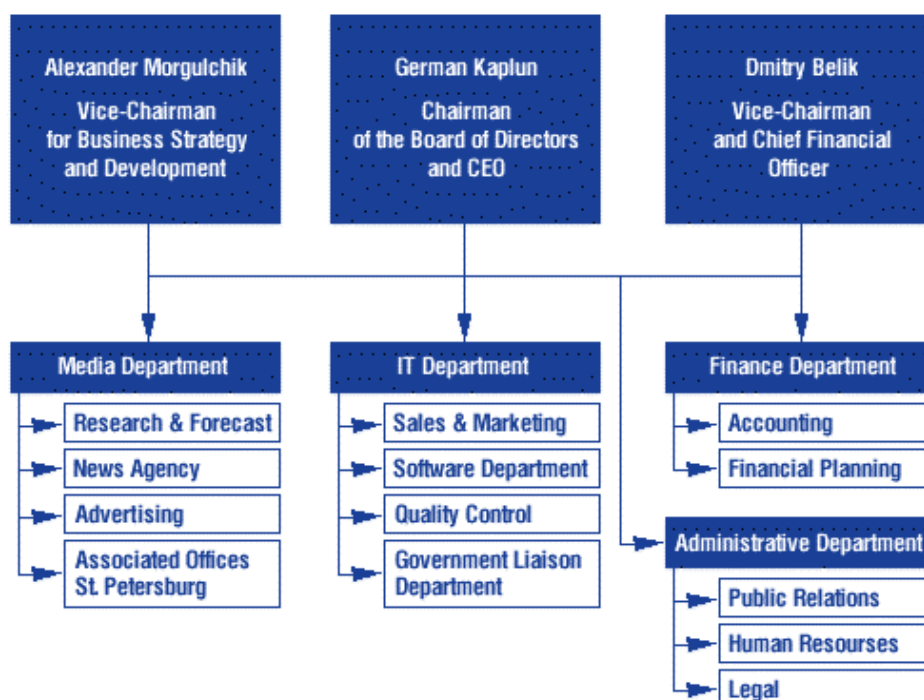 Alexander Morgulchik
Vice-Chairman
for Business Strategy
and Development
German Kaplun
Chairman
of the Board of Directors
and CEO
Dmitry Belik
Vice-Chairman
and Chief Financial
Officer
Media Department
Research & Forecast
News Agency
Advertising
Associated Offices
St. Petersburg
IT Department
Sales & Marketing
Software Department
Quality Control
Government Liaison
Department
Finance Department
Accounting
Financial Planning
Administrative Department
Public Relations
Human Resourses
Legal